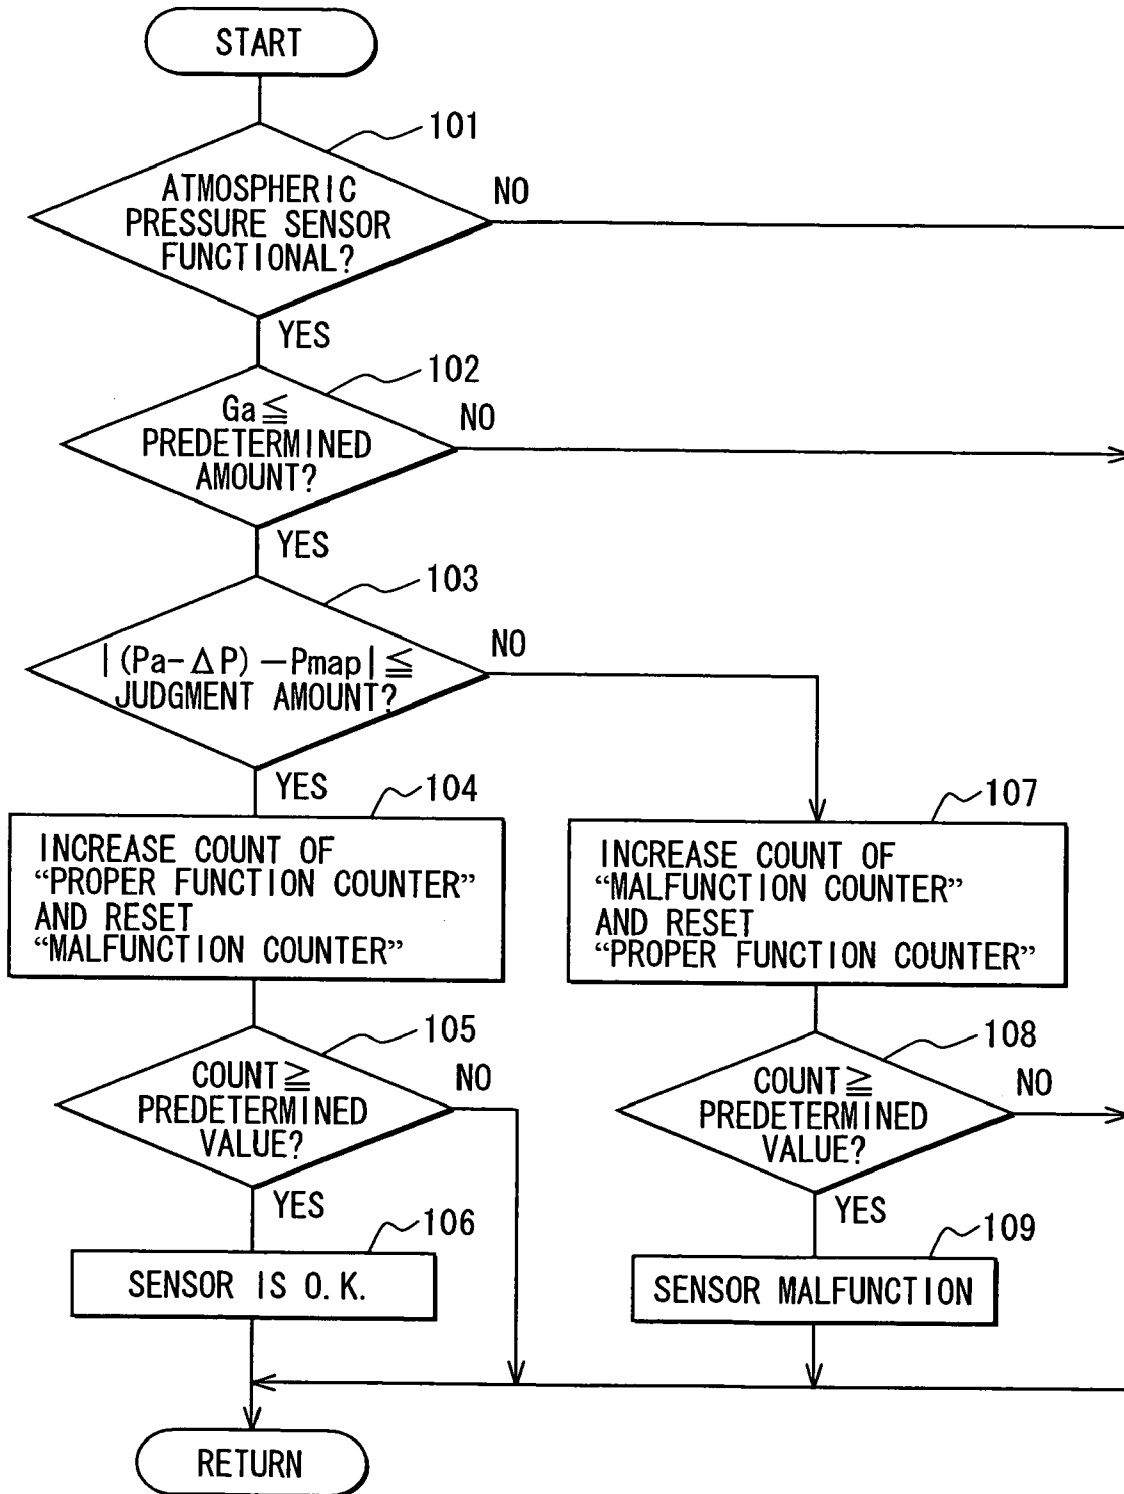 START
101
ATMOSPHERIC
PRESSURE SENSOR
FUNCTIONAL?
NO
YES
102
Ga≦
PREDETERMINED
AMOUNT?
NO
YES
103
|(Pa-ΔP)-Pmap|≦
JUDGMENT AMOUNT?
NO
YES
104
INCREASE COUNT OF
“PROPER FUNCTION COUNTER”
AND RESET
“MALFUNCTION COUNTER”
107
INCREASE COUNT OF
“MALFUNCTION COUNTER”
AND RESET
“PROPER FUNCTION COUNTER”
105
COUNT≧
PREDETERMINED
VALUE?
NO
YES
108
COUNT≧
PREDETERMINED
VALUE?
NO
YES
106
SENSOR IS O.K.
109
SENSOR MALFUNCTION
RETURN